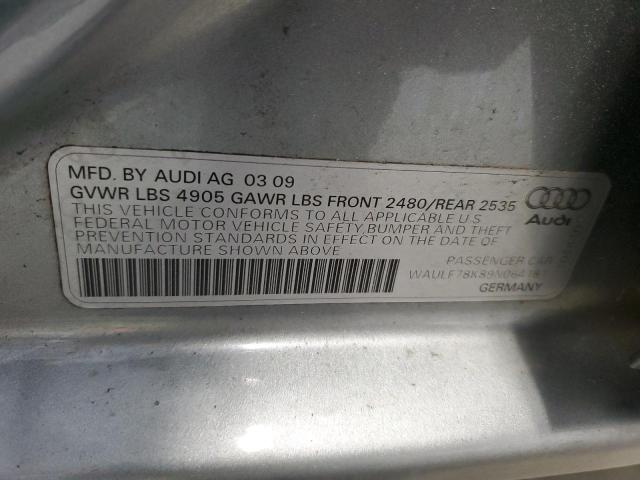 MFD. BY AUDI AG 03 09
GVWR LBS 4905 GAWR LBS FRONT 2480/REAR 2535
THIS VEHICLE CONFORMS TO ALL APPLICABLE U.S
FEDERAL MOTOR VEHICLE SAFETY,BUMPER AND THEFT
PREVENTION STANDARDS IN EFFECT ON THE DATE OF
MANUFACTURE SHOWN ABOVE
Audi
PASSENGER CAR
WAULF78K89N064181
GERMANY